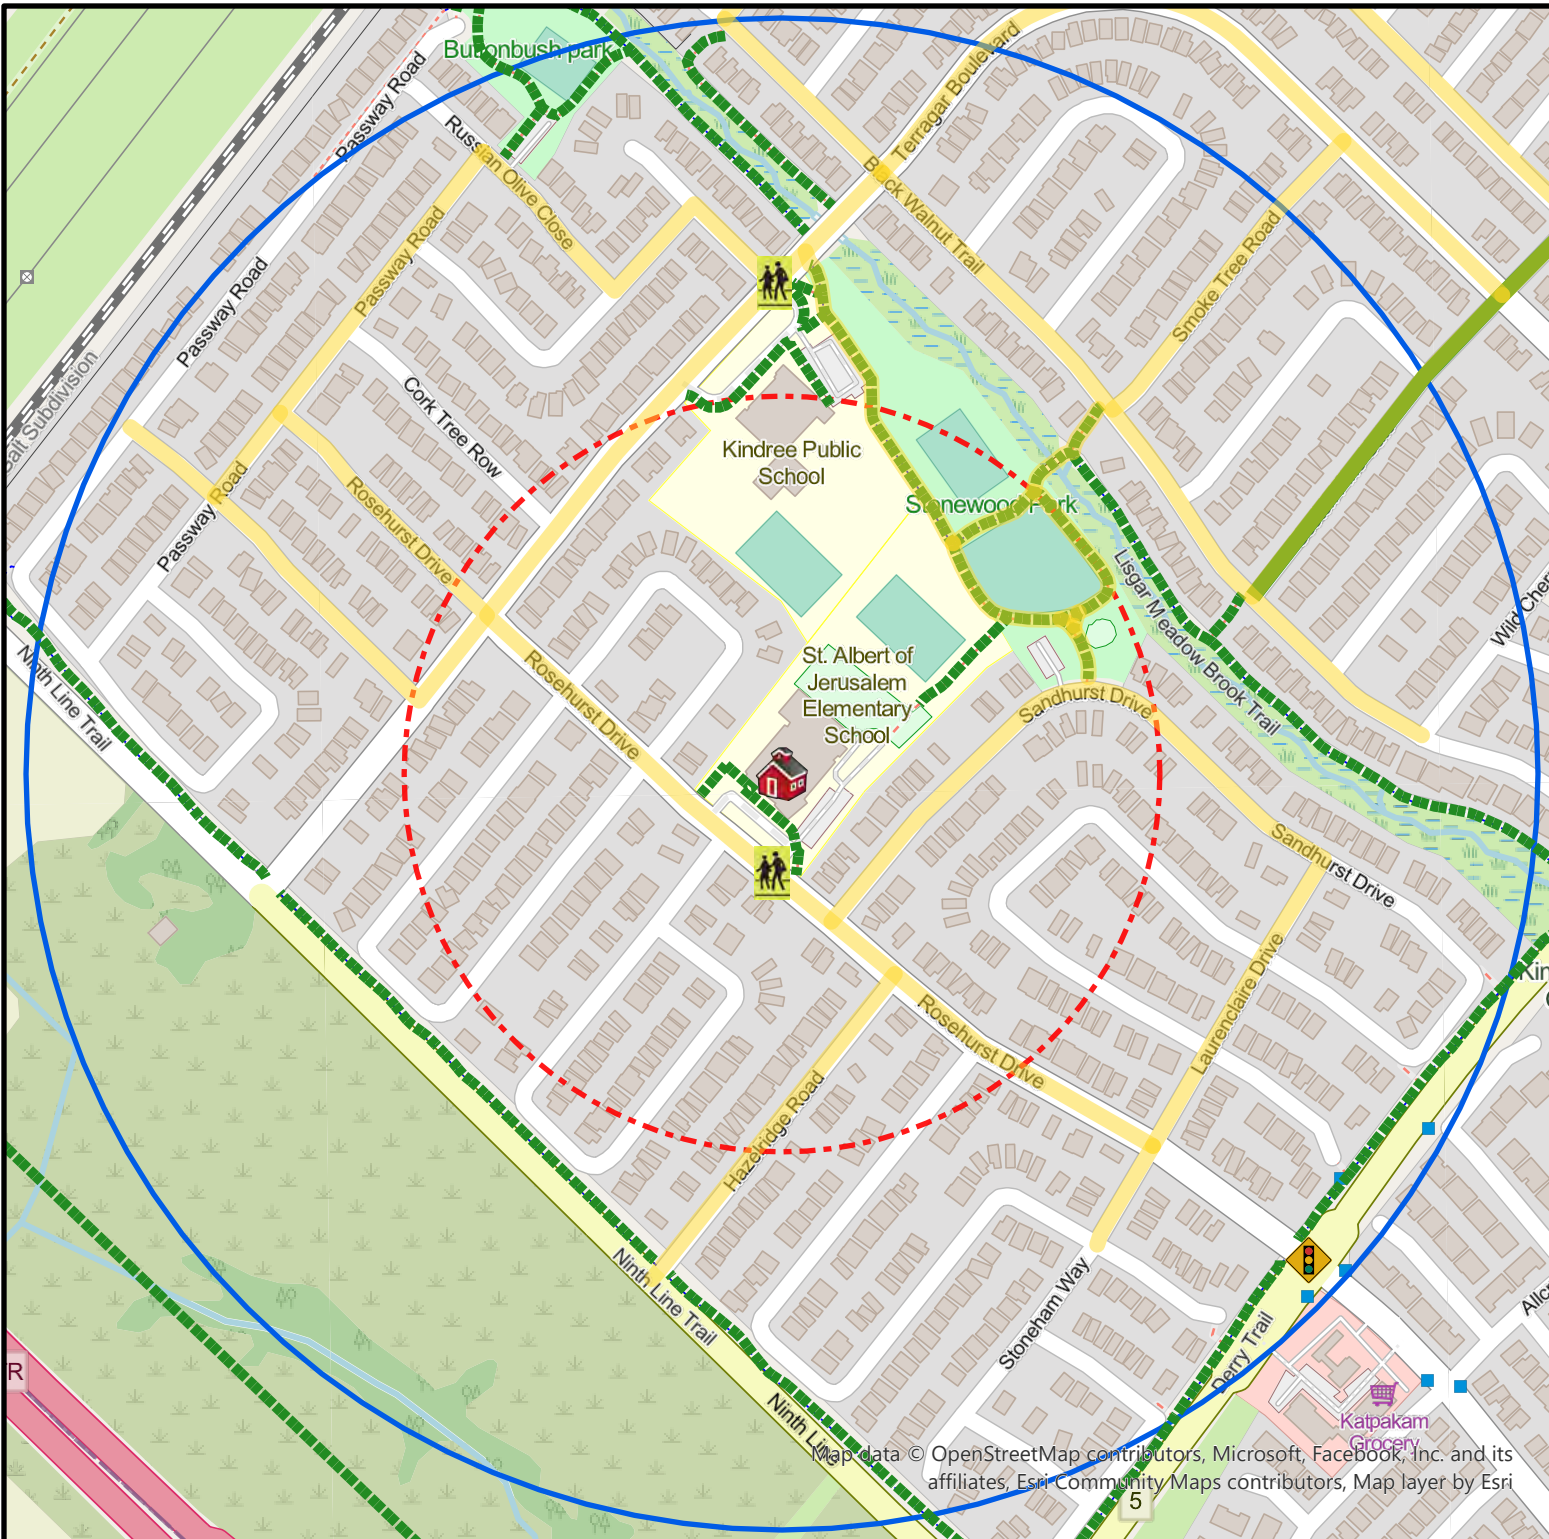 Buttonbush park
Passway Road
Russian Olive Close
Terragar Boulevard
Black Walnut Trail
Passway Road
Smoke Tree Road
Passway Road
Cork Tree Row
Kindree Public
School
Stonewood Park
Rosehurst Drive
Passway Road
Lisgar Meadow Brook Trail
Ninth Line Trail
Rosehurst Drive
St. Albert of
Jerusalem
Elementary
School
Sandhurst Drive
Sandhurst Drive
Laurenclaire Drive
Rosehurst Drive
Hazelridge Road
Ninth Line Trail
Stoneham Way
Derry Trail
R
Katpakam
Grocery
Ninth Line
Map data © OpenStreetMap contributors, Microsoft, Facebook, Inc. and its
affiliates, Esri Community Maps contributors, Map layer by Esri
5